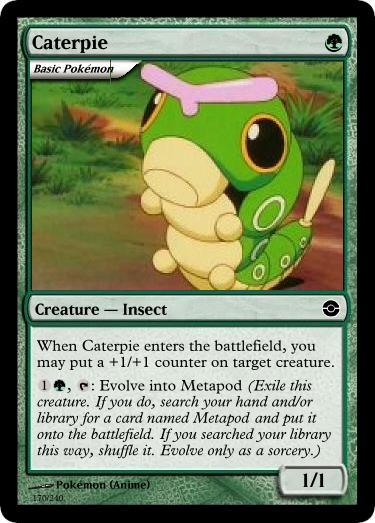 Caterpie
Basic Pokémon
Creature — Insect
When Caterpie enters the battlefield, you
may put a +1/+1 counter on target creature.
1 , : Evolve into Metapod (Exile this
creature. If you do, search your hand and/or
library for a card named Metapod and put it
onto the battlefield. If you searched your library
this way, shuffle it. Evolve only as a sorcery.)
1/1
Pokémon (Anime)
170/240